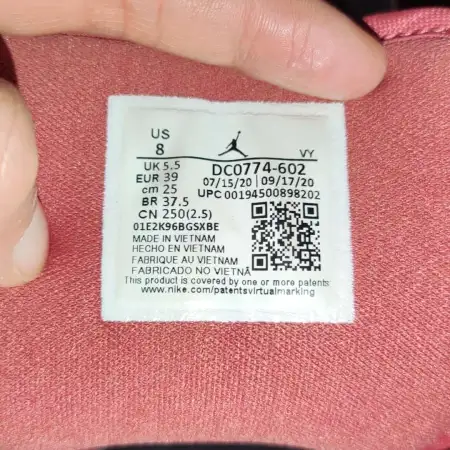 US
8
VY
UK 5.5
EUR 39
cm 25
BR 37.5
CN 250(2.5)
DC0774-602
07/15/20 | 09/17/20
UPC 00194500898202
01E2K96BGSXBE
MADE IN VIETNAM
HECHO EN VIETNAM
FABRIQUE AU VIETNAM
FABRICADO NO VIETNÃ
This product is covered by one or more patents:
www.nike.com/patentsvirtualmarking